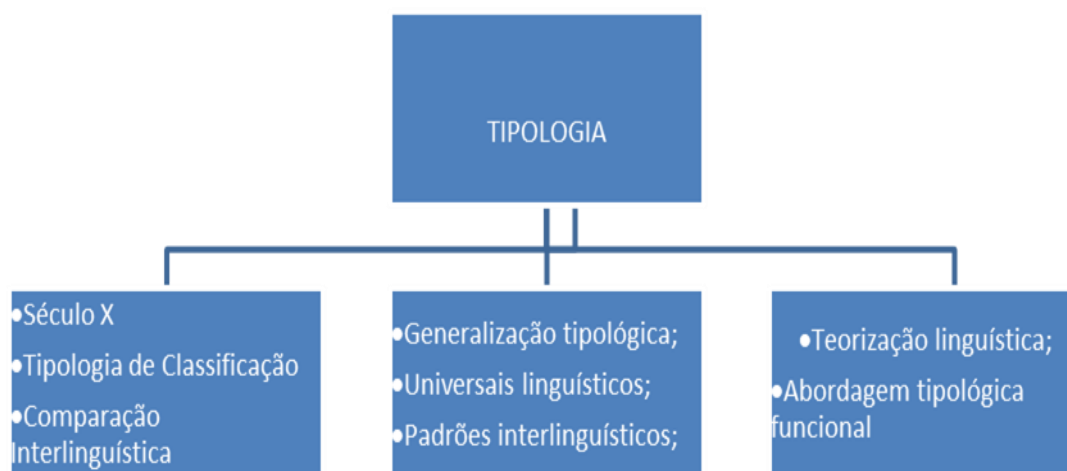 TIPOLOGIA
•Século X
•Tipologia de Classificação
•Comparação
Interlinguística
•Generalização tipológica;
•Universais linguísticos;
•Padrões interlinguísticos;
•Teorização linguística;
•Abordagem tipológica
funcional